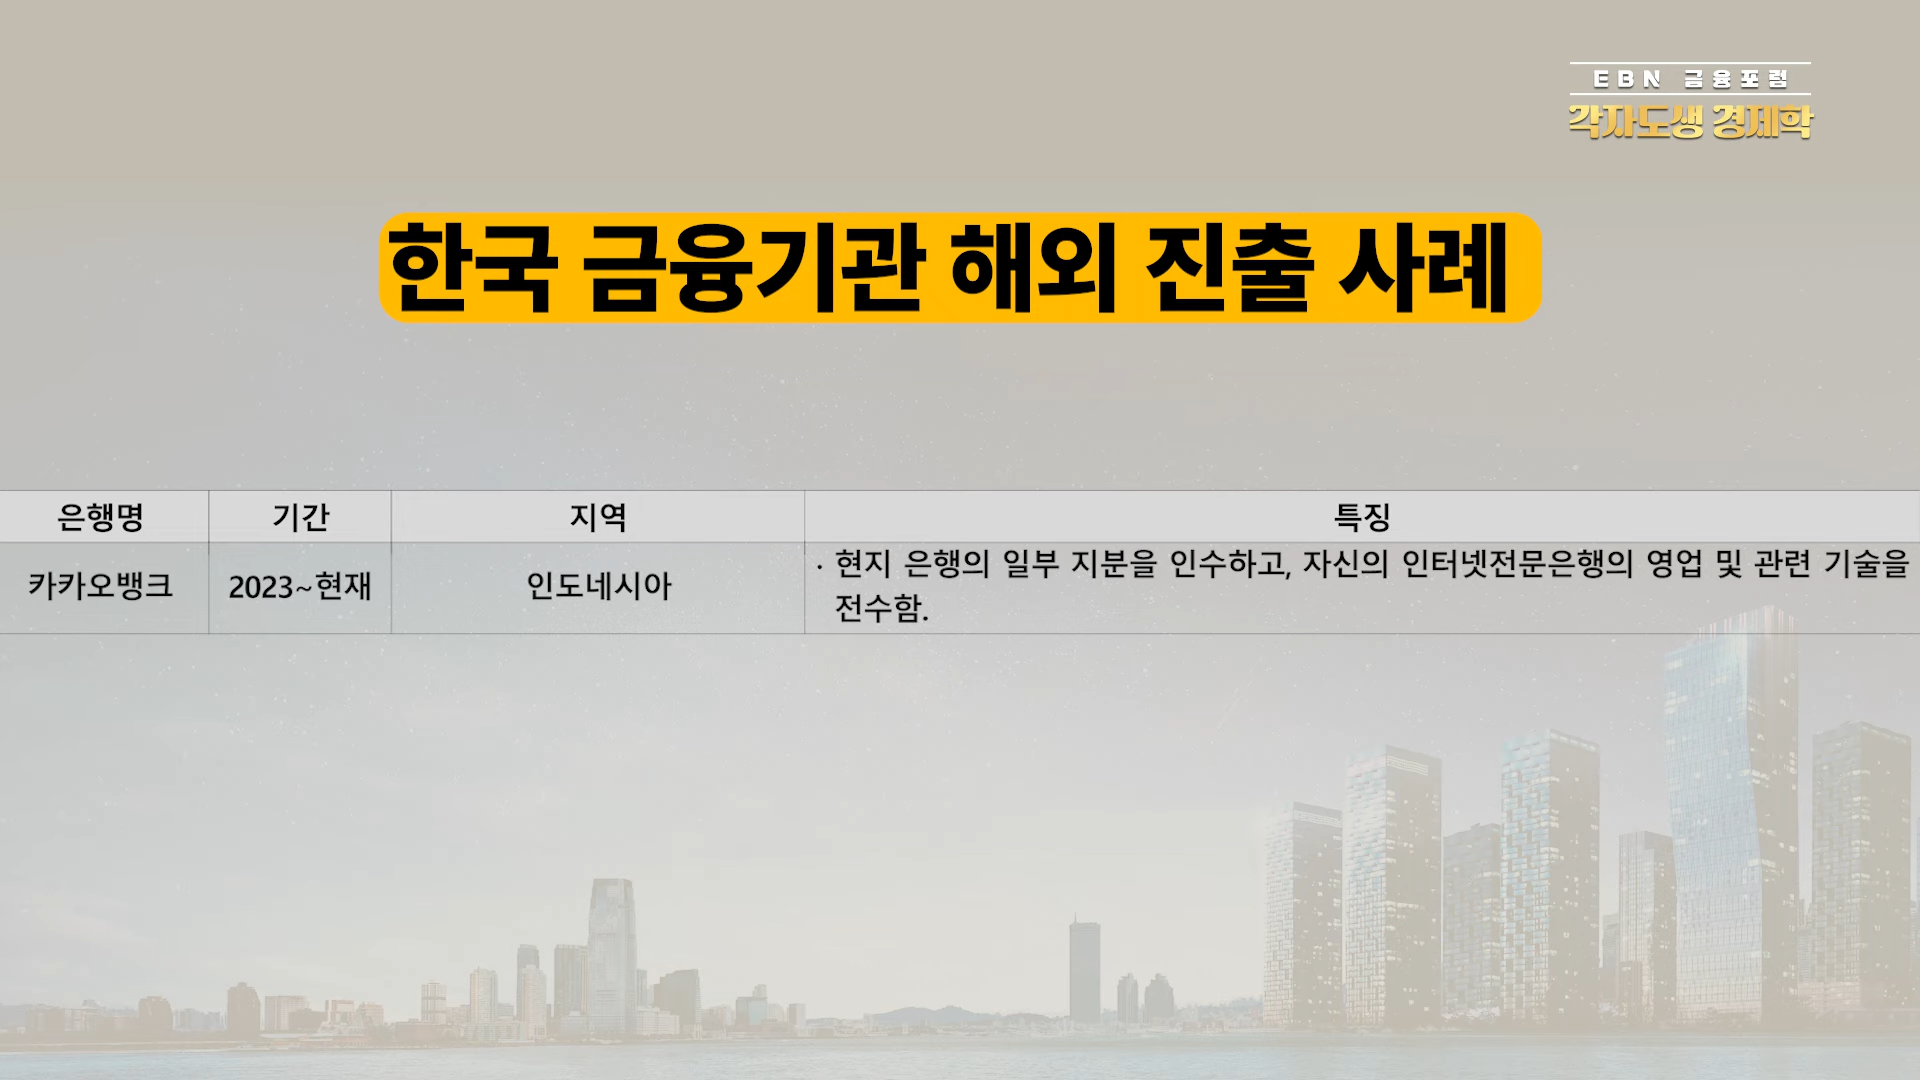 EBN 금융포럼
각자도생 경제학
한국 금융기관 해외 진출 사례
은행명 기간 지역 특징
카카오뱅크 2023~현재 인도네시아 · 현지 은행의 일부 지분을 인수하고, 자신의 인터넷전문은행의 영업 및 관련 기술을
전수함.